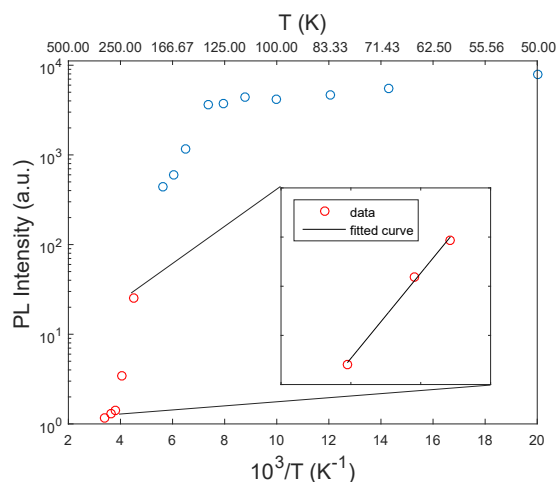 T (K)
500.00 250.00 166.67 125.00 100.00 83.33 71.43 62.50 55.56 50.00
10^4
10^3
10^2
10^1
10^0
PL Intensity (a.u.)
data
fitted curve
2 4 6 8 10 12 14 16 18 20
10^3/T (K^-1)